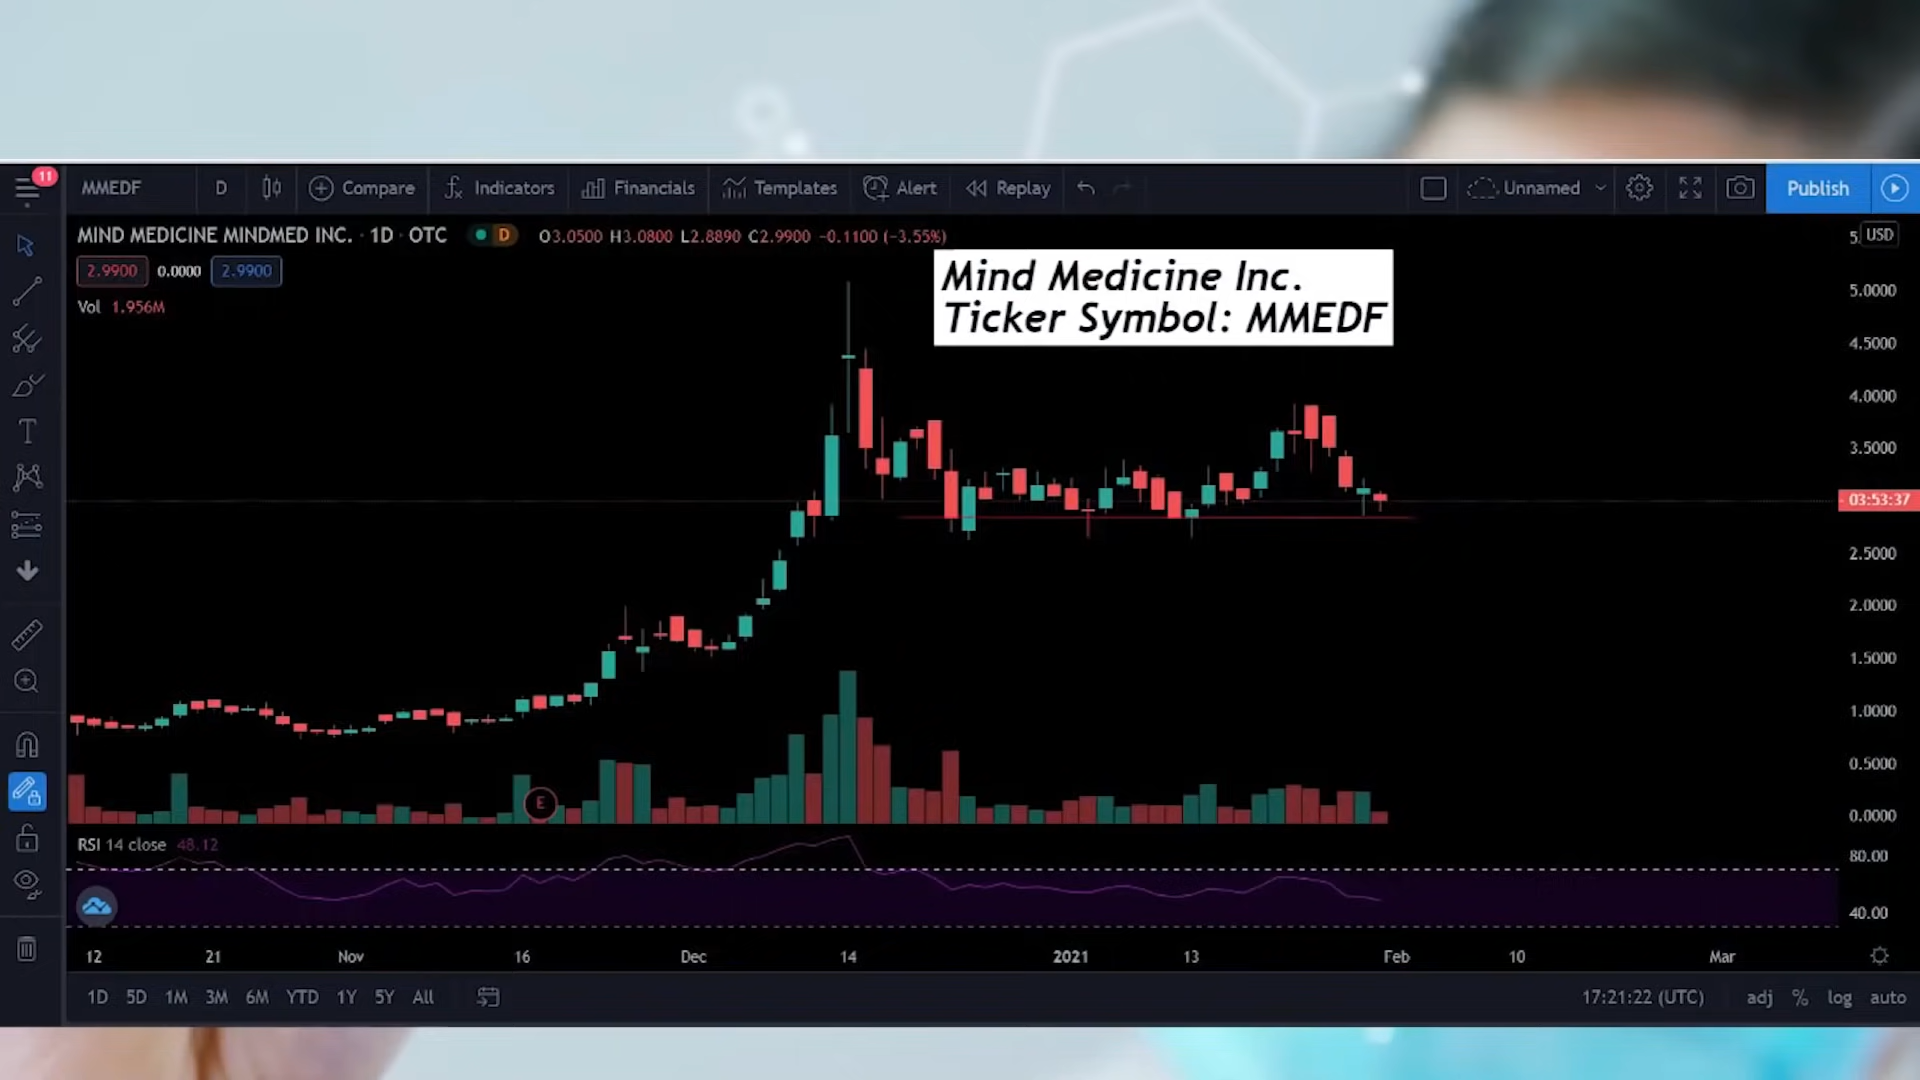 11
MMEDF D Compare Indicators Financials Templates Alert Replay Unnamed Publish
MIND MEDICINE MINDMED INC. · 1D · OTC D O3.0500 H3.0800 L2.8890 C2.9900 −0.1100 (−3.55%)
5. USD
2.9900 0.0000 2.9900
Vol 1.956M
Mind Medicine Inc.
Ticker Symbol: MMEDF
5.0000
4.5000
4.0000
3.5000
03:53:37
2.5000
2.0000
1.5000
1.0000
0.5000
0.0000
E
RSI 14 close 48.12
80.00
40.00
12 21 Nov 16 Dec 14 2021 13 Feb 10 Mar
1D 5D 1M 3M 6M YTD 1Y 5Y All 17:21:22 (UTC) adj % log auto